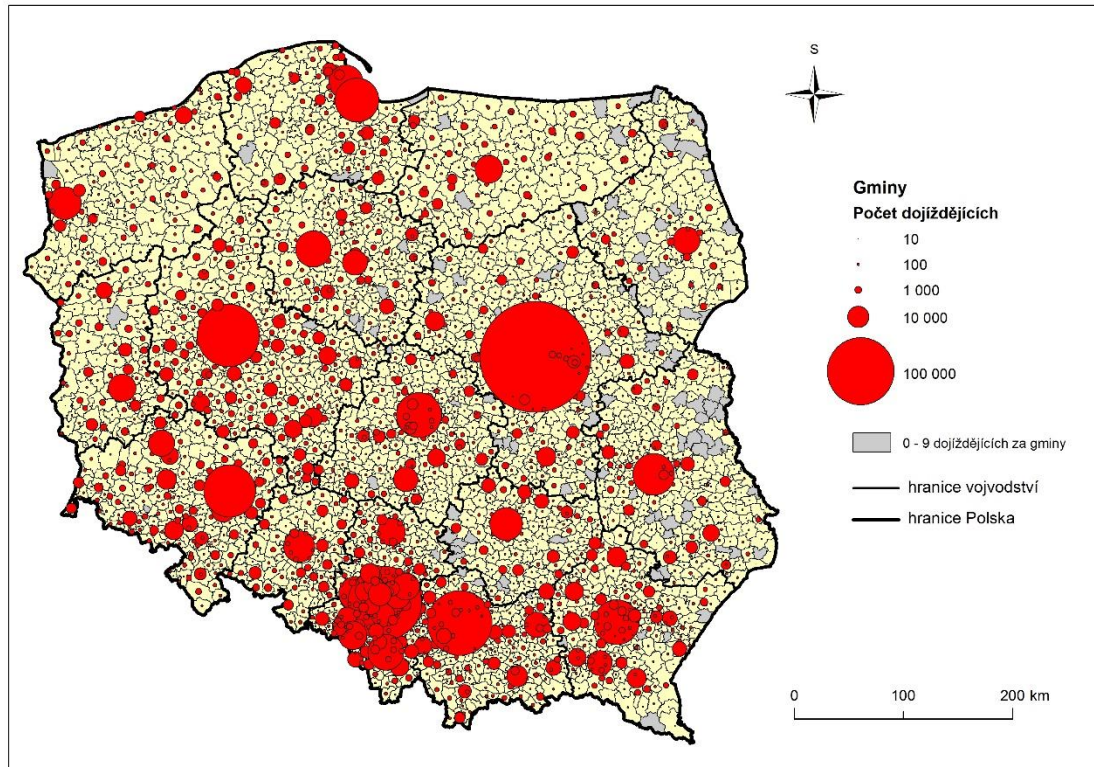 S
Gminy
Počet dojíždějících
10
100
1 000
10 000
100 000
0 - 9 dojíždějících za gminy
hranice vojvodství
hranice Polska
0 100 200 km